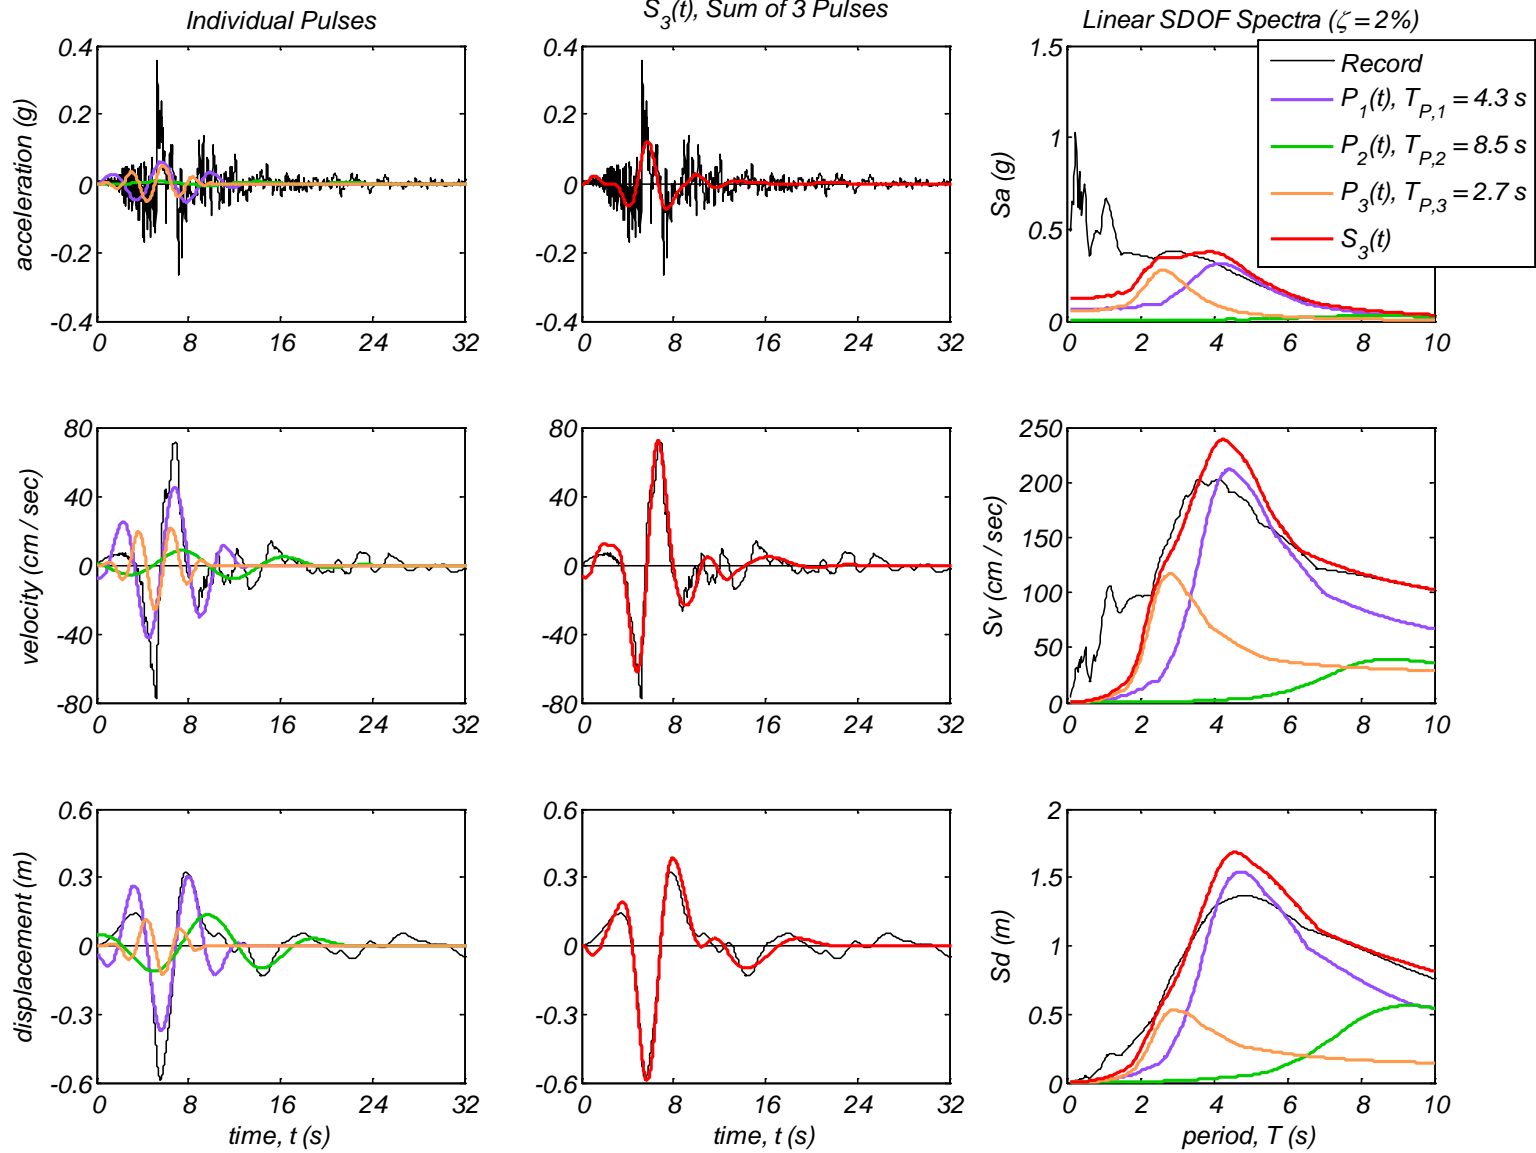 Individual Pulses
S3(t), Sum of 3 Pulses
Linear SDOF Spectra (ζ = 2%)
Record
P1(t), TP,1 = 4.3 s
P2(t), TP,2 = 8.5 s
P3(t), TP,3 = 2.7 s
S3(t)
acceleration (g)
0.4
0.2
0
-0.2
-0.4
0 8 16 24 32
0.4
0.2
0
-0.2
-0.4
0 8 16 24 32
Sa (g)
1.5
1
0.5
0
0 2 4 6 8 10
velocity (cm / sec)
80
40
0
-40
-80
0 8 16 24 32
80
40
0
-40
-80
0 8 16 24 32
Sv (cm / sec)
250
200
150
100
50
0
0 2 4 6 8 10
displacement (m)
0.6
0.3
0
-0.3
-0.6
0 8 16 24 32
time, t (s)
0.6
0.3
0
-0.3
-0.6
0 8 16 24 32
time, t (s)
Sd (m)
2
1.5
1
0.5
0
0 2 4 6 8 10
period, T (s)